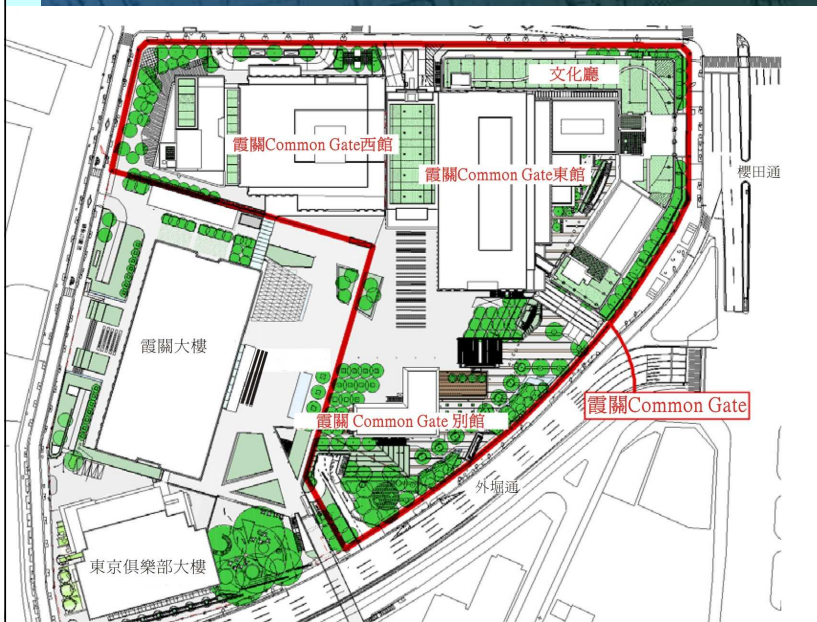 文化廳
霞關Common Gate西館
霞關Common Gate東館
櫻田通
霞關大樓
霞關Common Gate
霞關 Common Gate 別館
外堀通
東京俱樂部大樓